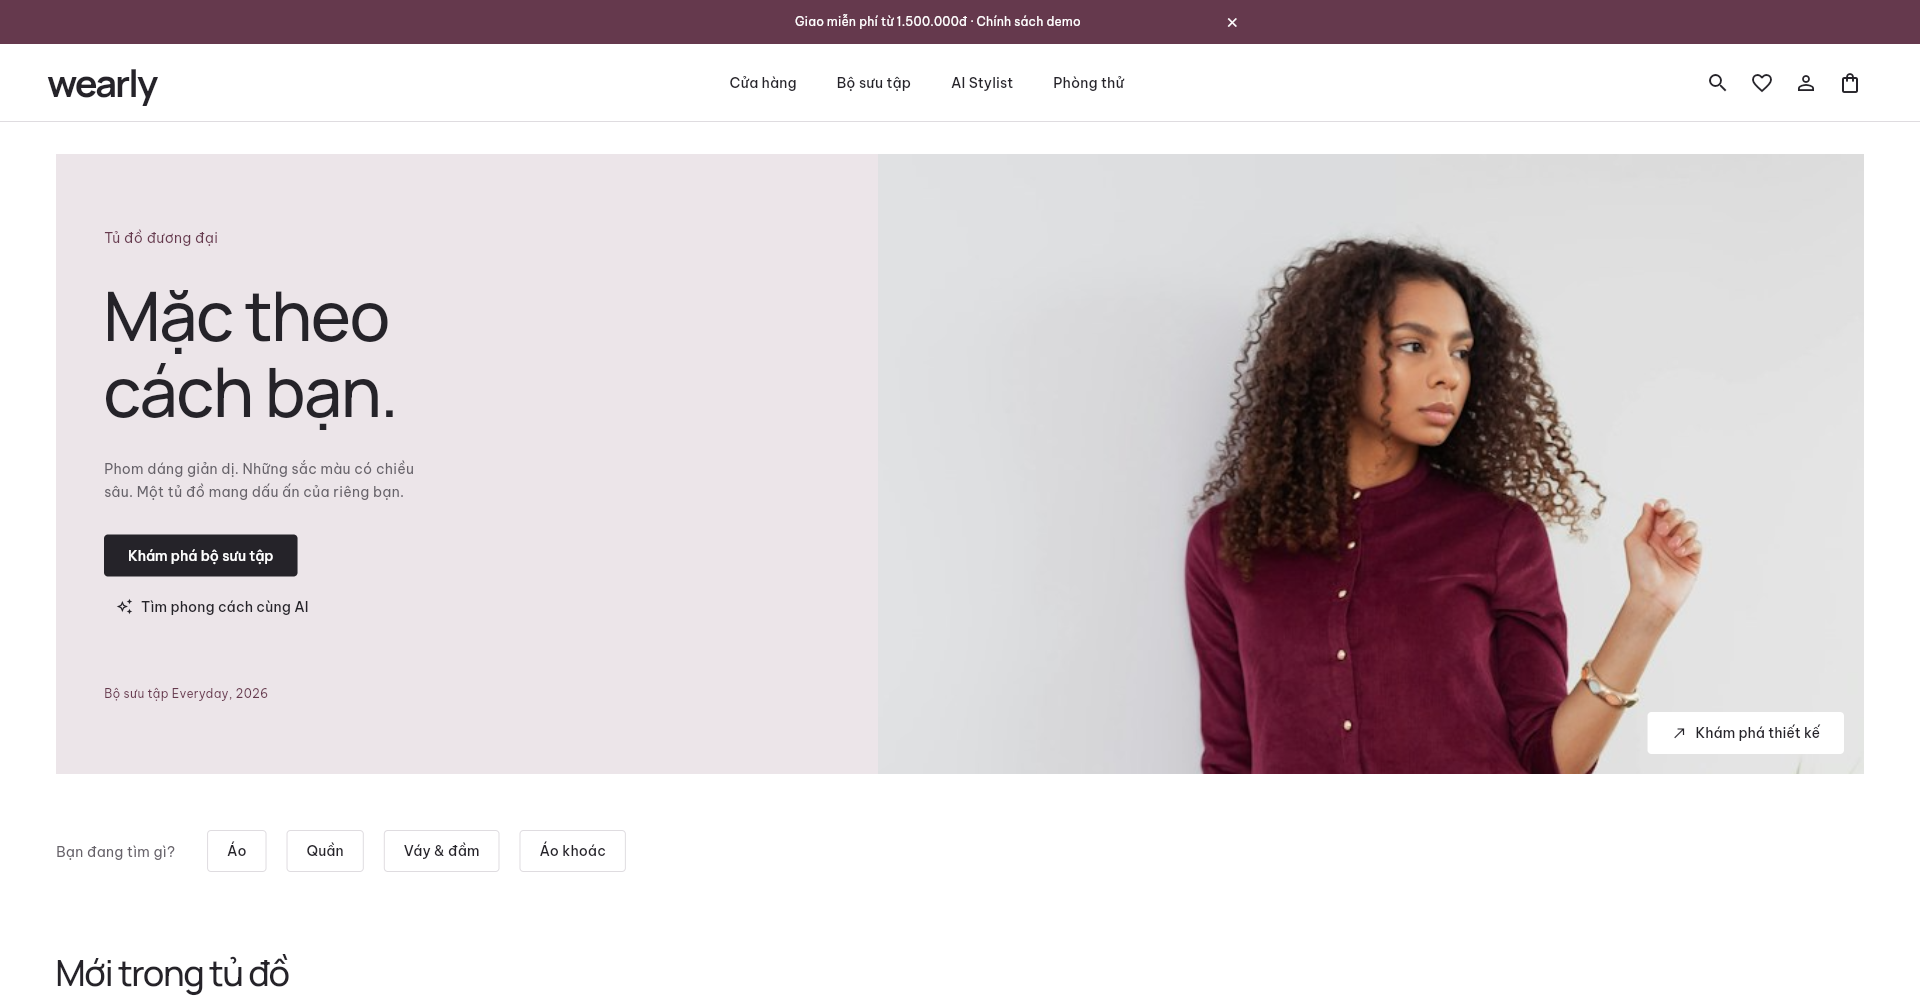 Giao miễn phí từ 1.500.000đ · Chính sách demo
wearly
Cửa hàng
Bộ sưu tập
AI Stylist
Phòng thử
Tủ đồ đương đại
Mặc theo
cách bạn.
Phom dáng giản dị. Những sắc màu có chiều
sâu. Một tủ đồ mang dấu ấn của riêng bạn.
Khám phá bộ sưu tập
Tìm phong cách cùng AI
Bộ sưu tập Everyday, 2026
Khám phá thiết kế
Bạn đang tìm gì?
Áo
Quần
Váy & đầm
Áo khoác
Mới trong tủ đồ